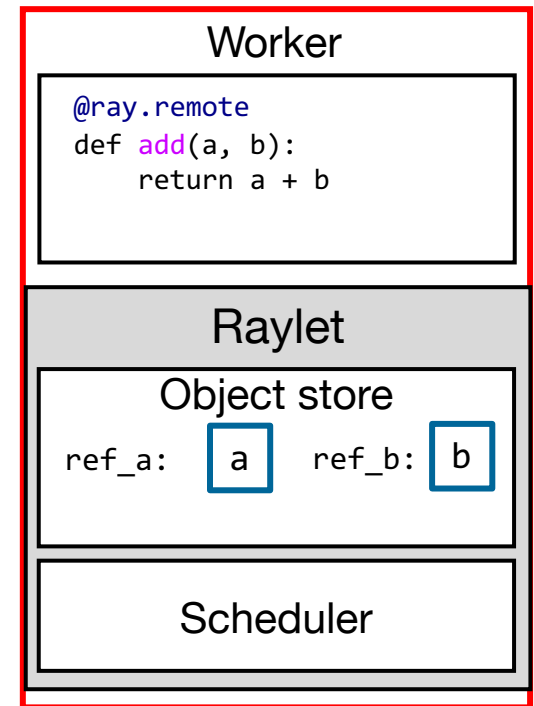 Worker
@ray.remote
def add(a, b):
    return a + b
Raylet
Object store
ref_a: a ref_b: b
Scheduler